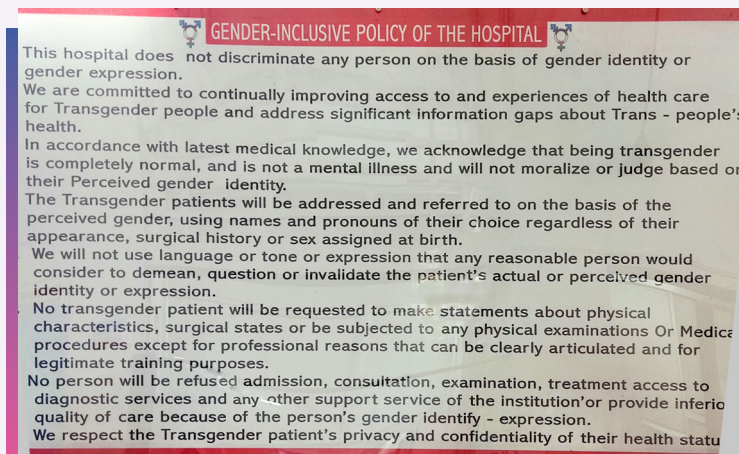 GENDER-INCLUSIVE POLICY OF THE HOSPITAL
This hospital does not discriminate any person on the basis of gender identity or
gender expression.
We are committed to continually improving access to and experiences of health care
for Transgender people and address significant information gaps about Trans - people's
health.
In accordance with latest medical knowledge, we acknowledge that being transgender
is completely normal, and is not a mental illness and will not moralize or judge based or
their Perceived gender identity.
The Transgender patients will be addressed and referred to on the basis of the
perceived gender, using names and pronouns of their choice regardless of their
appearance, surgical history or sex assigned at birth.
We will not use language or tone or expression that any reasonable person would
consider to demean, question or invalidate the patient's actual or perceived gender
identity or expression.
No transgender patient will be requested to make statements about physical
characteristics, surgical states or be subjected to any physical examinations Or Medica
procedures except for professional reasons that can be clearly articulated and for
legitimate training purposes.
No person will be refused admission, consultation, examination, treatment access to
diagnostic services and any other support service of the institution'or provide inferio
quality of care because of the person's gender identify - expression.
We respect the Transgender patient's privacy and confidentiality of their health statu